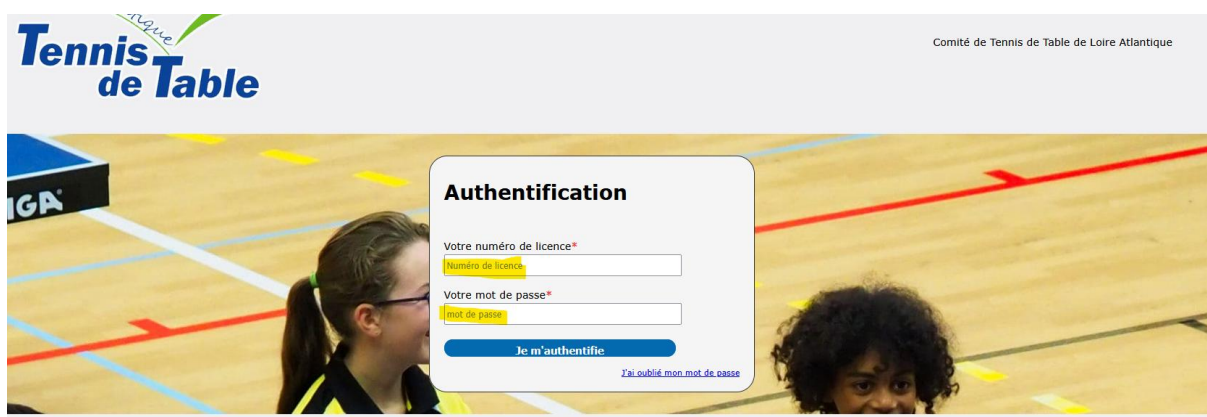 Tennis
de Table
Comité de Tennis de Table de Loire Atlantique
Authentification
Votre numéro de licence*
Numéro de licence
Votre mot de passe*
mot de passe
Je m'authentifie
J'ai oublié mon mot de passe